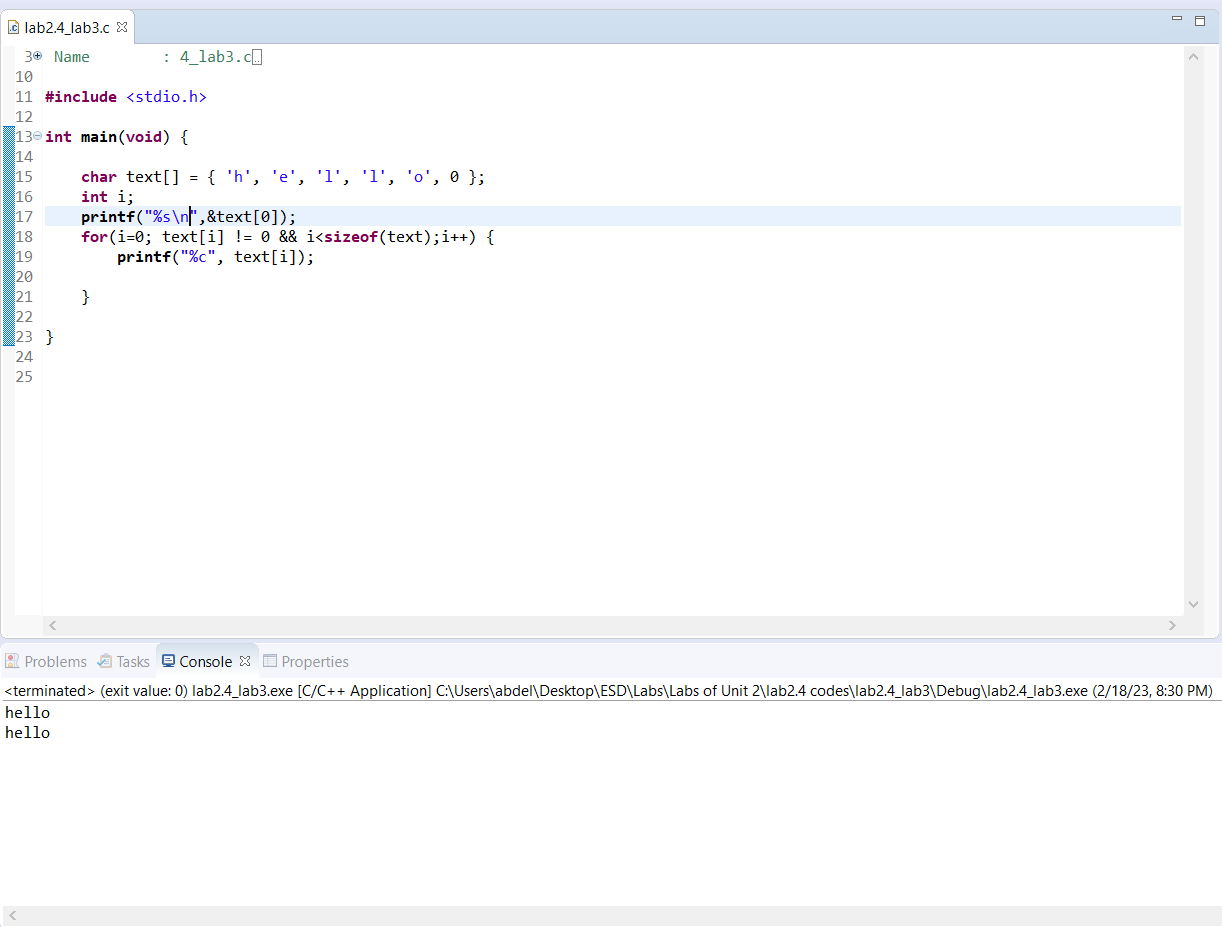 lab2.4_lab3.c
3 Name        : 4_lab3.c
10
11 #include <stdio.h>
12
13 int main(void) {
14
15     char text[] = { 'h', 'e', 'l', 'l', 'o', 0 };
16     int i;
17     printf("%s\n",&text[0]);
18     for(i=0; text[i] != 0 && i<sizeof(text);i++) {
19         printf("%c", text[i]);
20
21     }
22
23 }
24
25
Problems Tasks Console Properties
<terminated> (exit value: 0) lab2.4_lab3.exe [C/C++ Application] C:\Users\abdel\Desktop\ESD\Labs\Labs of Unit 2\lab2.4 codes\lab2.4_lab3\Debug\lab2.4_lab3.exe (2/18/23, 8:30 PM)
hello
hello